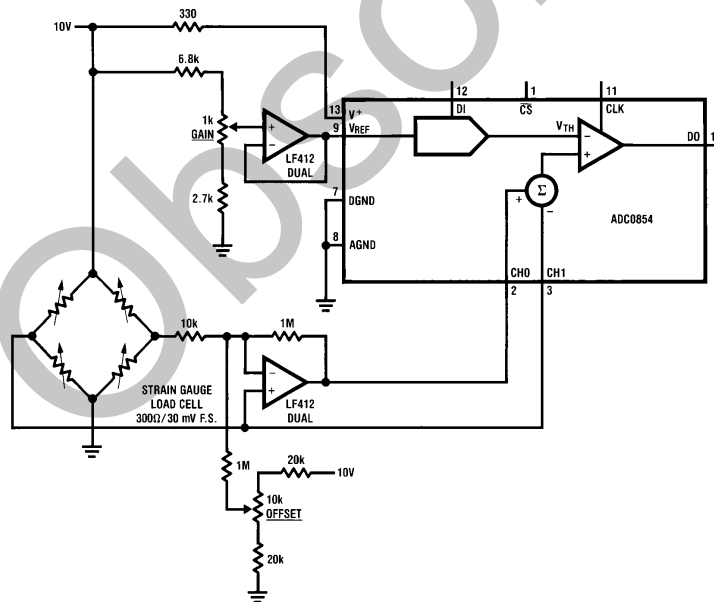 330
10V
6.8k
1k
GAIN
2.7k
LF412
DUAL
12
DI
1
CS
11
CLK
13
V+
9
VREF
VTH
DO
1
7
DGND
8
AGND
Σ
ADC0854
CH0
CH1
2
3
10k
1M
STRAIN GAUGE
LOAD CELL
300Ω/30 mV F.S.
LF412
DUAL
1M
20k
10V
10k
OFFSET
20k
Obsol